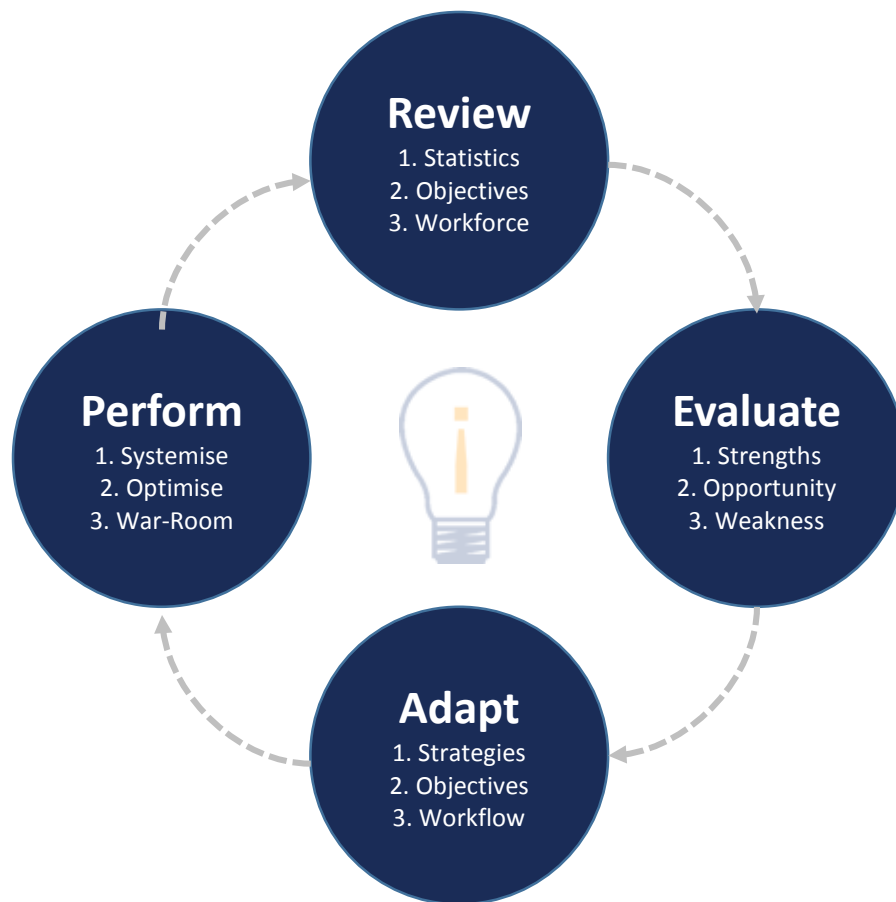 Review
1. Statistics
2. Objectives
3. Workforce
Evaluate
1. Strengths
2. Opportunity
3. Weakness
Adapt
1. Strategies
2. Objectives
3. Workflow
Perform
1. Systemise
2. Optimise
3. War-Room